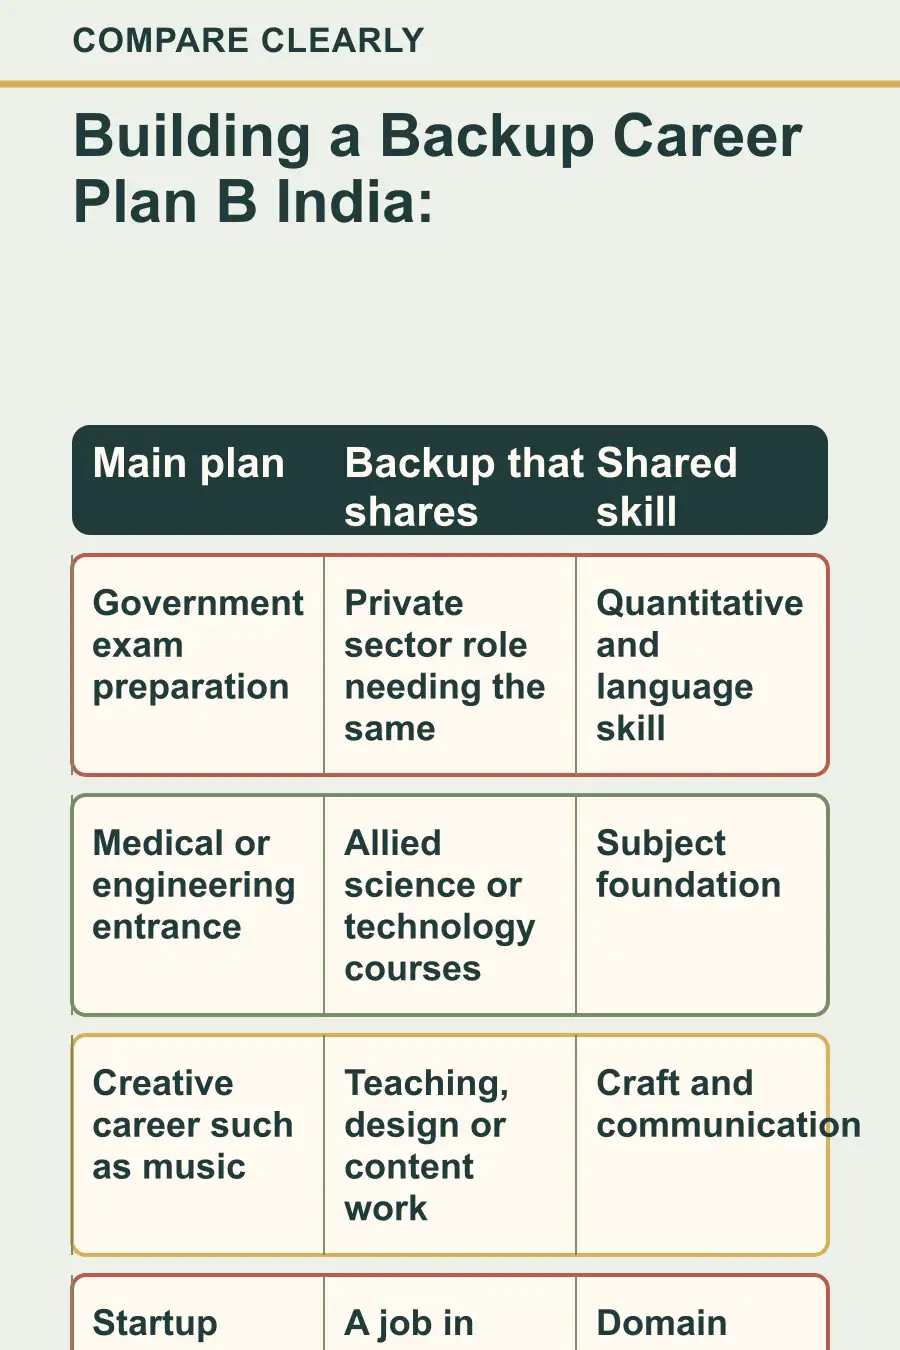 COMPARE CLEARLY
Building a Backup Career
Plan B India:
Main plan
Backup that
shares
Shared
skill
Government
exam
preparation
Private
sector role
needing the
same
Quantitative
and
language
skill
Medical or
engineering
entrance
Allied
science or
technology
courses
Subject
foundation
Creative
career such
as music
Teaching,
design or
content
work
Craft and
communication
Startup
A job in
Domain